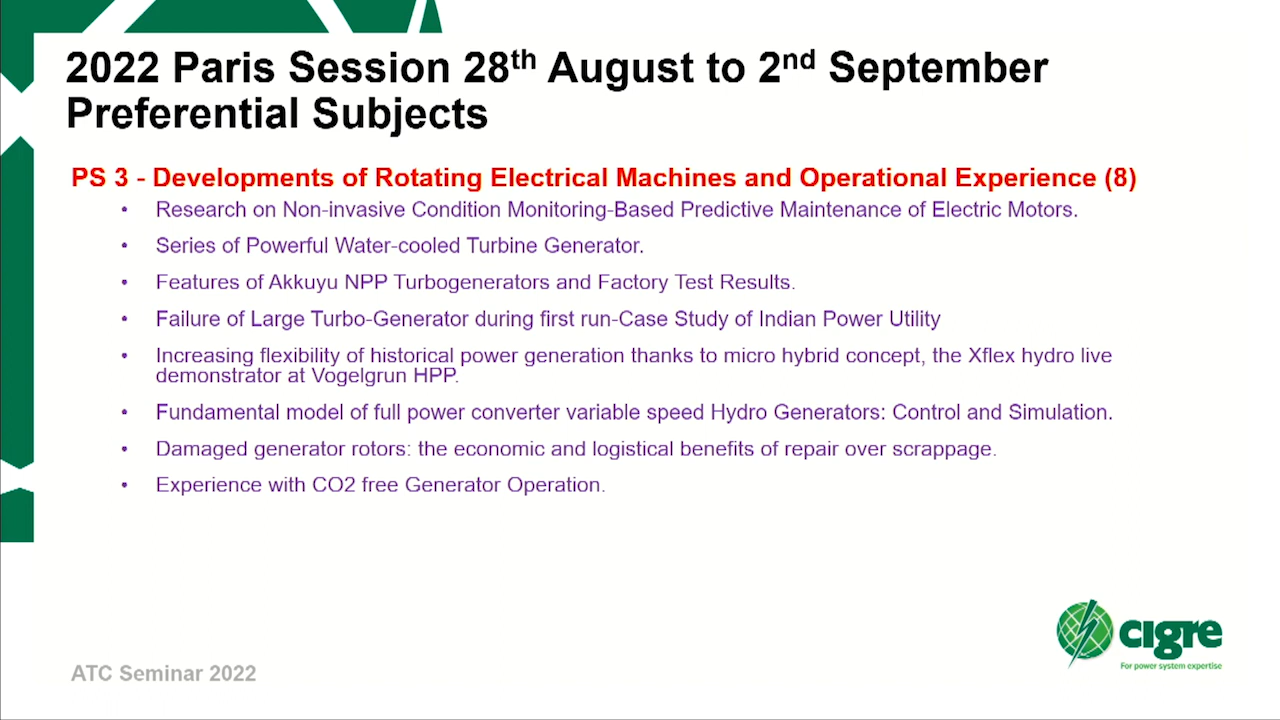 2022 Paris Session 28th August to 2nd September
Preferential Subjects
PS 3 - Developments of Rotating Electrical Machines and Operational Experience (8)
• Research on Non-invasive Condition Monitoring-Based Predictive Maintenance of Electric Motors.
• Series of Powerful Water-cooled Turbine Generator.
• Features of Akkuyu NPP Turbogenerators and Factory Test Results.
• Failure of Large Turbo-Generator during first run-Case Study of Indian Power Utility
• Increasing flexibility of historical power generation thanks to micro hybrid concept, the Xflex hydro live
demonstrator at Vogelgrun HPP.
• Fundamental model of full power converter variable speed Hydro Generators: Control and Simulation.
• Damaged generator rotors: the economic and logistical benefits of repair over scrappage.
• Experience with CO2 free Generator Operation.
cigre
For power system expertise
ATC Seminar 2022